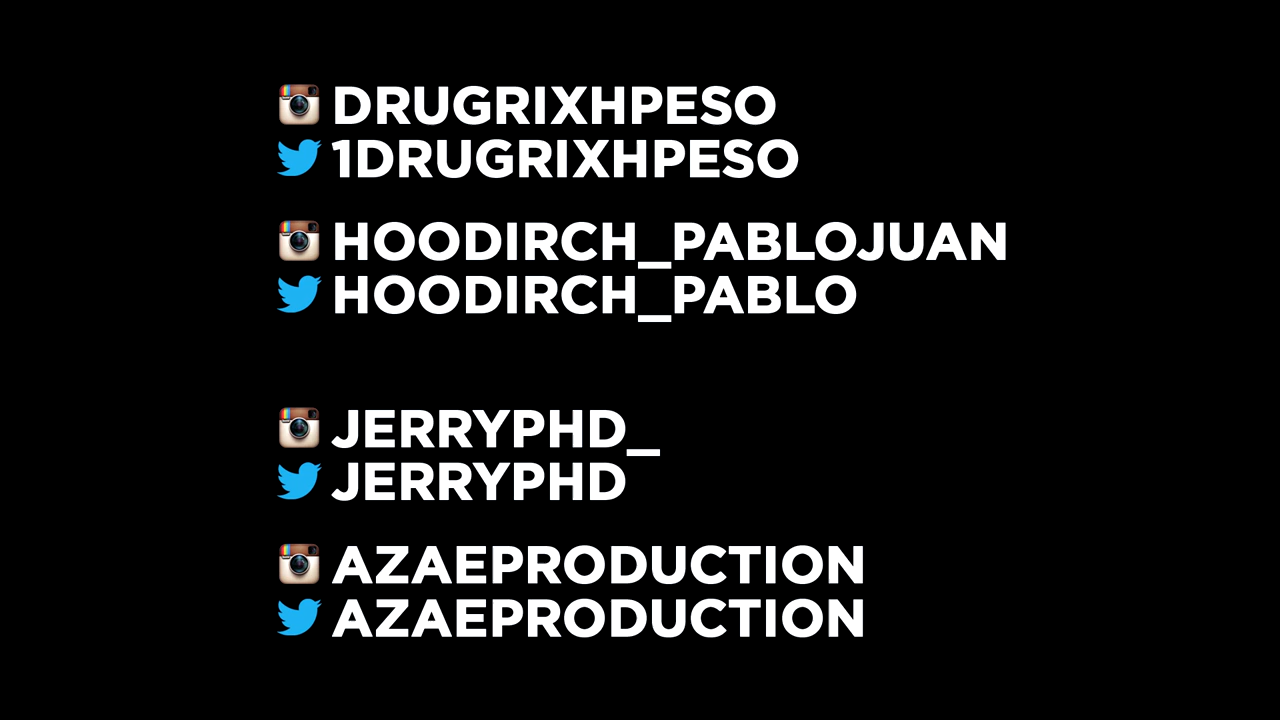 DRUGRIXHPESO
1DRUGRIXHPESO
HOODIRCH_PABLOJUAN
HOODIRCH_PABLO
JERRYPHD_
JERRYPHD
AZAEPRODUCTION
AZAEPRODUCTION